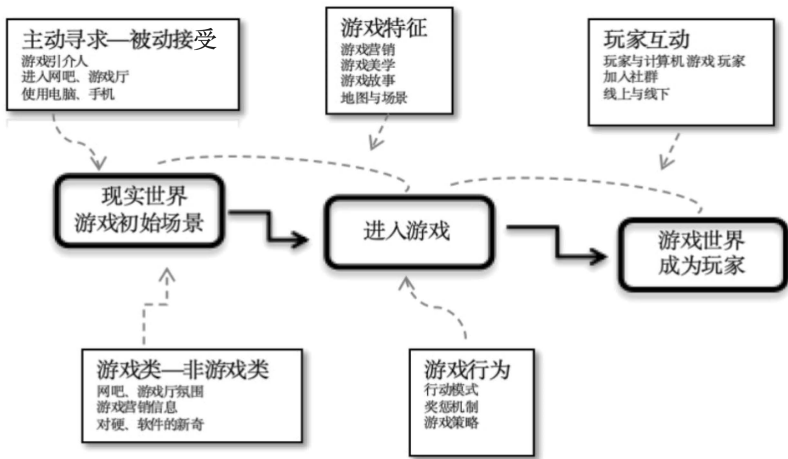 主动寻求—被动接受
游戏引介人
进入网吧、游戏厅
使用电脑、手机
游戏特征
游戏营销
游戏美学
游戏故事
地图与场景
玩家互动
玩家与计算机 游戏 玩家
加入社群
线上与线下
现实世界
游戏初始场景
进入游戏
游戏世界
成为玩家
游戏类—非游戏类
网吧、游戏厅氛围
游戏营销信息
对硬、软件的新奇
游戏行为
行动模式
奖惩机制
游戏策略